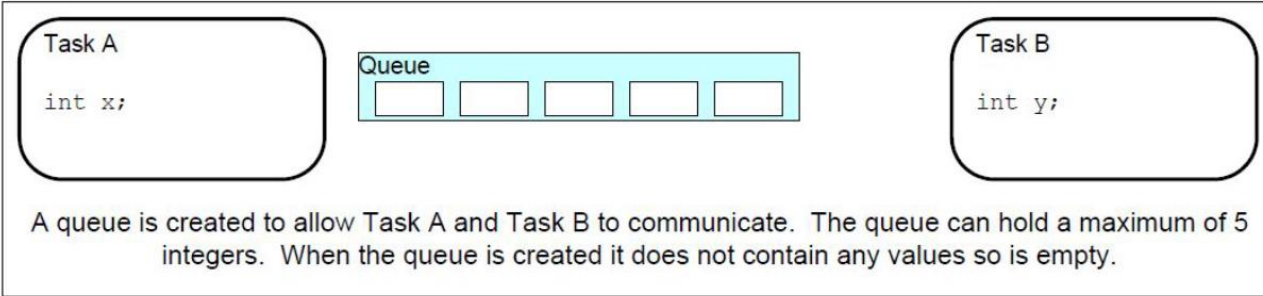 Task A
int x;
Queue
Task B
int y;
A queue is created to allow Task A and Task B to communicate. The queue can hold a maximum of 5
integers. When the queue is created it does not contain any values so is empty.